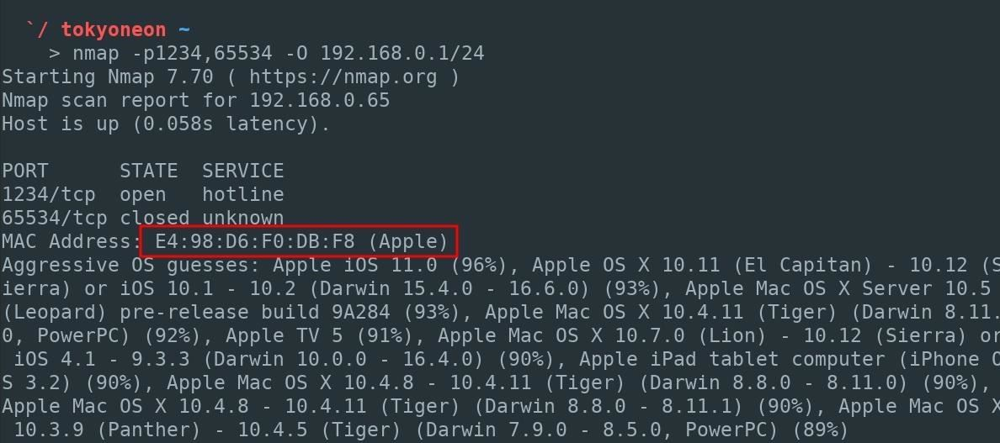 `/ tokyoneon ~
> nmap -p1234,65534 -O 192.168.0.1/24
Starting Nmap 7.70 ( https://nmap.org )
Nmap scan report for 192.168.0.65
Host is up (0.058s latency).
PORT STATE SERVICE
1234/tcp open hotline
65534/tcp closed unknown
MAC Address: E4:98:D6:F0:DB:F8 (Apple)
Aggressive OS guesses: Apple iOS 11.0 (96%), Apple OS X 10.11 (El Capitan) - 10.12 (S
ierra) or iOS 10.1 - 10.2 (Darwin 15.4.0 - 16.6.0) (93%), Apple Mac OS X Server 10.5
(Leopard) pre-release build 9A284 (93%), Apple Mac OS X 10.4.11 (Tiger) (Darwin 8.11.
0, PowerPC) (92%), Apple TV 5 (91%), Apple Mac OS X 10.7.0 (Lion) - 10.12 (Sierra) or
iOS 4.1 - 9.3.3 (Darwin 10.0.0 - 16.4.0) (90%), Apple iPad tablet computer (iPhone O
S 3.2) (90%), Apple Mac OS X 10.4.8 - 10.4.11 (Tiger) (Darwin 8.8.0 - 8.11.0) (90%),
Apple Mac OS X 10.4.8 - 10.4.11 (Tiger) (Darwin 8.8.0 - 8.11.1) (90%), Apple Mac OS X
10.3.9 (Panther) - 10.4.5 (Tiger) (Darwin 7.9.0 - 8.5.0, PowerPC) (89%)